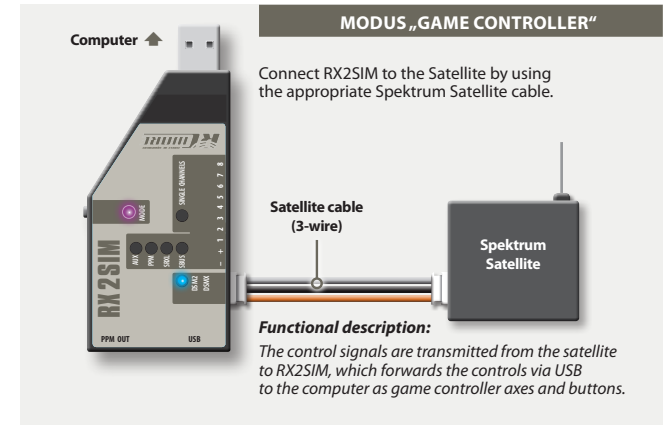 MODUS „GAME CONTROLLER“
Computer
Connect RX2SIM to the Satellite by using
the appropriate Spektrum Satellite cable.
SINGLE CHANNELS
- + 1 2 3 4 5 6 7 8
MODE
AUX
PPM
SRXL
SBUS
DSM2
DSMX
RX2SIM
PPM OUT
USB
Satellite cable
(3-wire)
Spektrum
Satellite
Functional description:
The control signals are transmitted from the satellite
to RX2SIM, which forwards the controls via USB
to the computer as game controller axes and buttons.